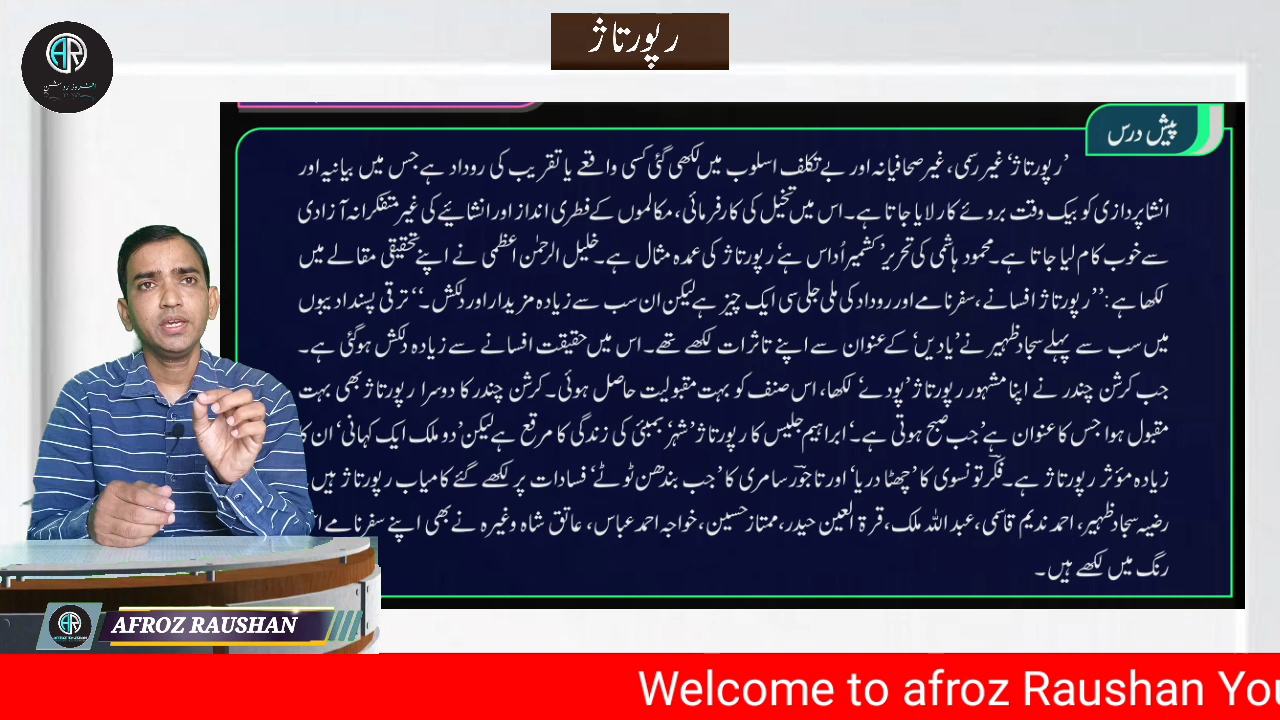 رپورتاژ
AR
افروز روشن
پیش درس
’رپورتاژ‘ غیر رسمی، غیر صحافیانہ اور بے تکلف اسلوب میں لکھی گئی کسی واقعے یا تقریب کی روداد ہے جس میں بیانیہ اور
انشا پردازی کو بیک وقت بروئے کار لایا جاتا ہے۔ اس میں تخیل کی کارفرمائی، مکالموں کے فطری انداز اور انشائیے کی غیر متفکرانہ آزادی
سے خوب کام لیا جاتا ہے۔ محمود ہاشمی کی تحریر ’کشمیر اُداس ہے‘ رپورتاژ کی عمدہ مثال ہے۔ خلیل الرحمٰن اعظمی نے اپنے تحقیقی مقالے میں
لکھا ہے: ’’رپورتاژ افسانے، سفرنامے اور روداد کی ملی جلی سی ایک چیز ہے لیکن ان سب سے زیادہ مزیدار اور دلکش۔‘‘ ترقی پسند ادیبوں
میں سب سے پہلے سجاد ظہیر نے ’یادیں‘ کے عنوان سے اپنے تاثرات لکھے تھے۔ اس میں حقیقت افسانے سے زیادہ دلکش ہوگئی ہے۔
جب کرشن چندر نے اپنا مشہور رپورتاژ ’پودے‘ لکھا، اس صنف کو بہت مقبولیت حاصل ہوئی۔ کرشن چندر کا دوسرا رپورتاژ بھی بہت
مقبول ہوا جس کا عنوان ہے ’جب صبح ہوتی ہے۔‘ ابراہیم جلیس کا رپورتاژ ’شہر‘ بمبئی کی زندگی کا مرقع ہے لیکن ’دو ملک ایک کہانی‘ ان کا
زیادہ مؤثر رپورتاژ ہے۔ فکرؔ تونسوی کا ’چھٹا دریا‘ اور تاجورؔ سامری کا ’جب بندھن ٹوٹے‘ فسادات پر لکھے گئے کامیاب رپورتاژ ہیں
رضیہ سجاد ظہیر، احمد ندیم قاسمی، عبداللہ ملک، قرۃ العین حیدر، ممتاز حسین، خواجہ احمد عباس، عاتق شاہ وغیرہ نے بھی اپنے سفرنامے
رنگ میں لکھے ہیں۔
AR
AFROZ RAUSHAN
Welcome to afroz Raushan You